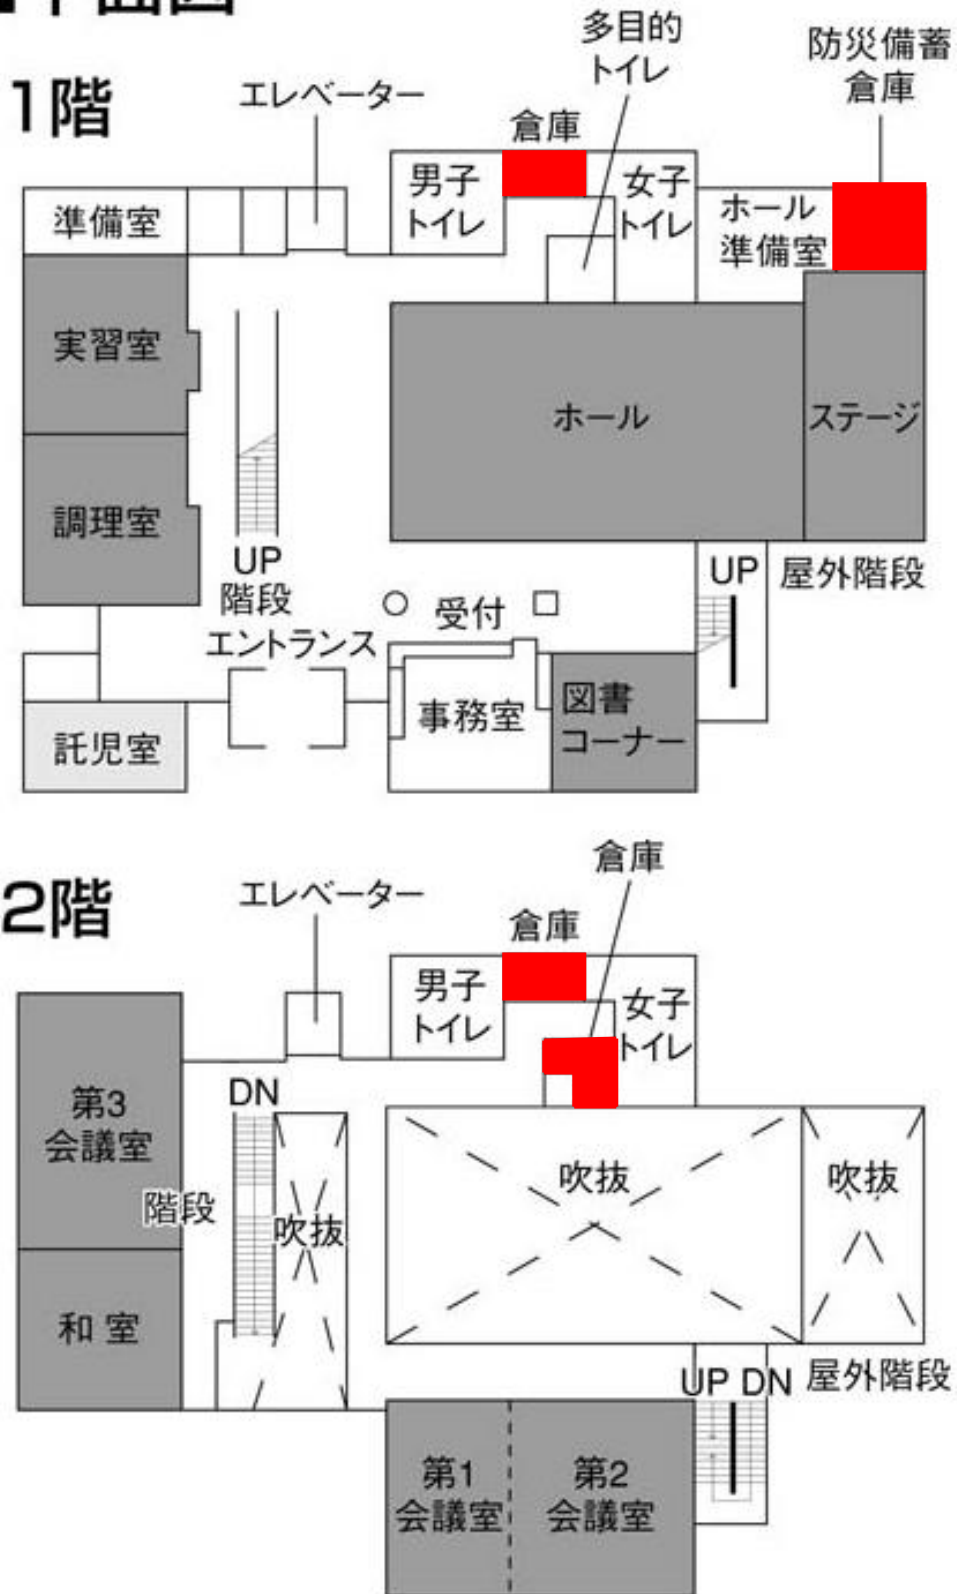 平面図
1階
エレベーター
多目的
トイレ
防災備蓄
倉庫
倉庫
男子
トイレ
女子
トイレ
準備室
ホール
準備室
実習室
ホール
ステージ
調理室
UP
階段
UP
屋外階段
受付
エントランス
事務室
図書
コーナー
託児室
2階
エレベーター
倉庫
倉庫
男子
トイレ
女子
トイレ
第3
会議室
DN
階段
吹抜
吹抜
吹抜
和室
UP DN
屋外階段
第1
会議室
第2
会議室